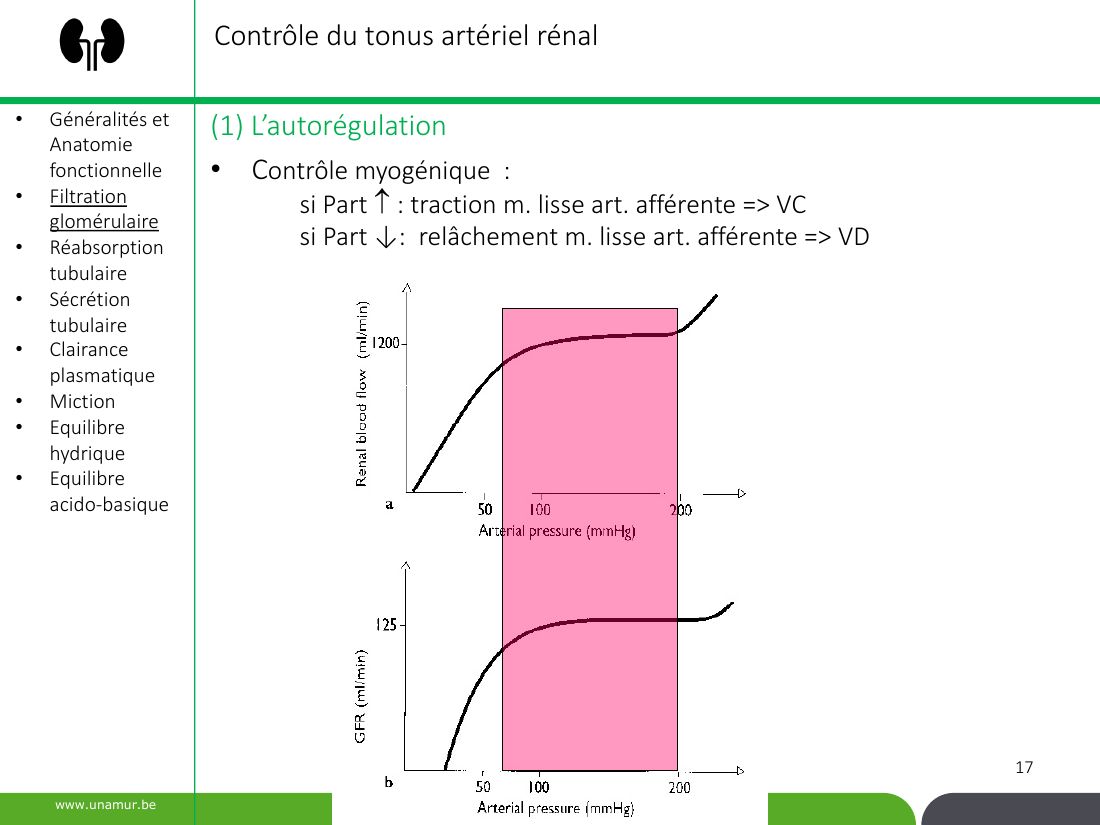 Contrôle du tonus artériel rénal
• Généralités et
Anatomie
fonctionnelle
• Filtration
glomérulaire
• Réabsorption
tubulaire
• Sécrétion
tubulaire
• Clairance
plasmatique
• Miction
• Equilibre
hydrique
• Equilibre
acido-basique
(1) L’autorégulation
• Contrôle myogénique :
si Part ↑ : traction m. lisse art. afférente => VC
si Part ↓ : relâchement m. lisse art. afférente => VD
Renal blood flow (ml/min)
1200
a
50 100 200
Arterial pressure (mmHg)
GFR (ml/min)
125
b
50 100 200
Arterial pressure (mmHg)
17
www.unamur.be